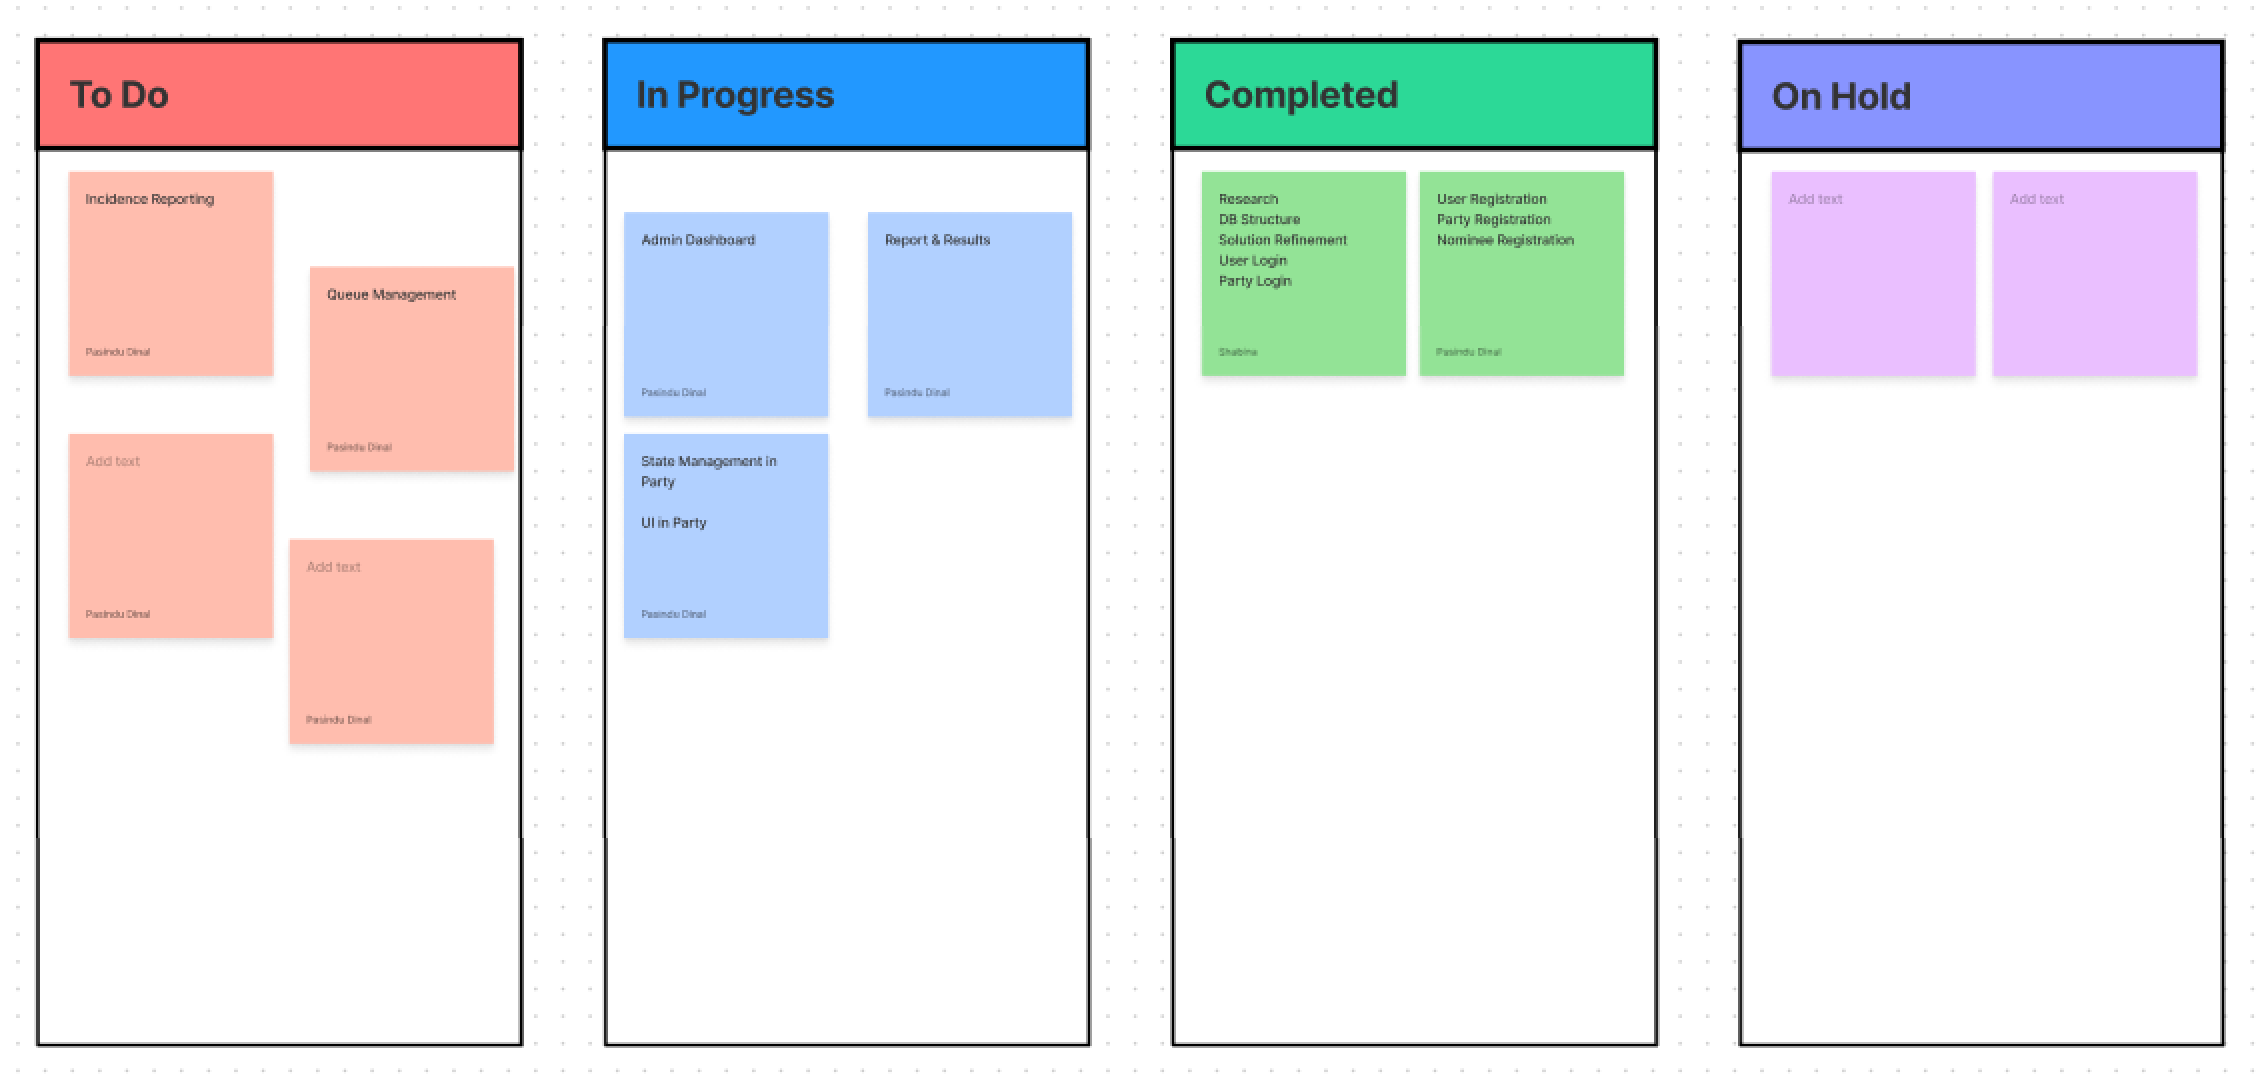 To Do
Incidence Reporting
Pasindu Dinal
Queue Management
Pasindu Dinal
Add text
Pasindu Dinal
Add text
Pasindu Dinal
In Progress
Admin Dashboard
Pasindu Dinal
Report & Results
Pasindu Dinal
State Management in
Party
UI in Party
Pasindu Dinal
Completed
Research
DB Structure
Solution Refinement
User Login
Party Login
Shabina
User Registration
Party Registration
Nominee Registration
Pasindu Dinal
On Hold
Add text
Add text